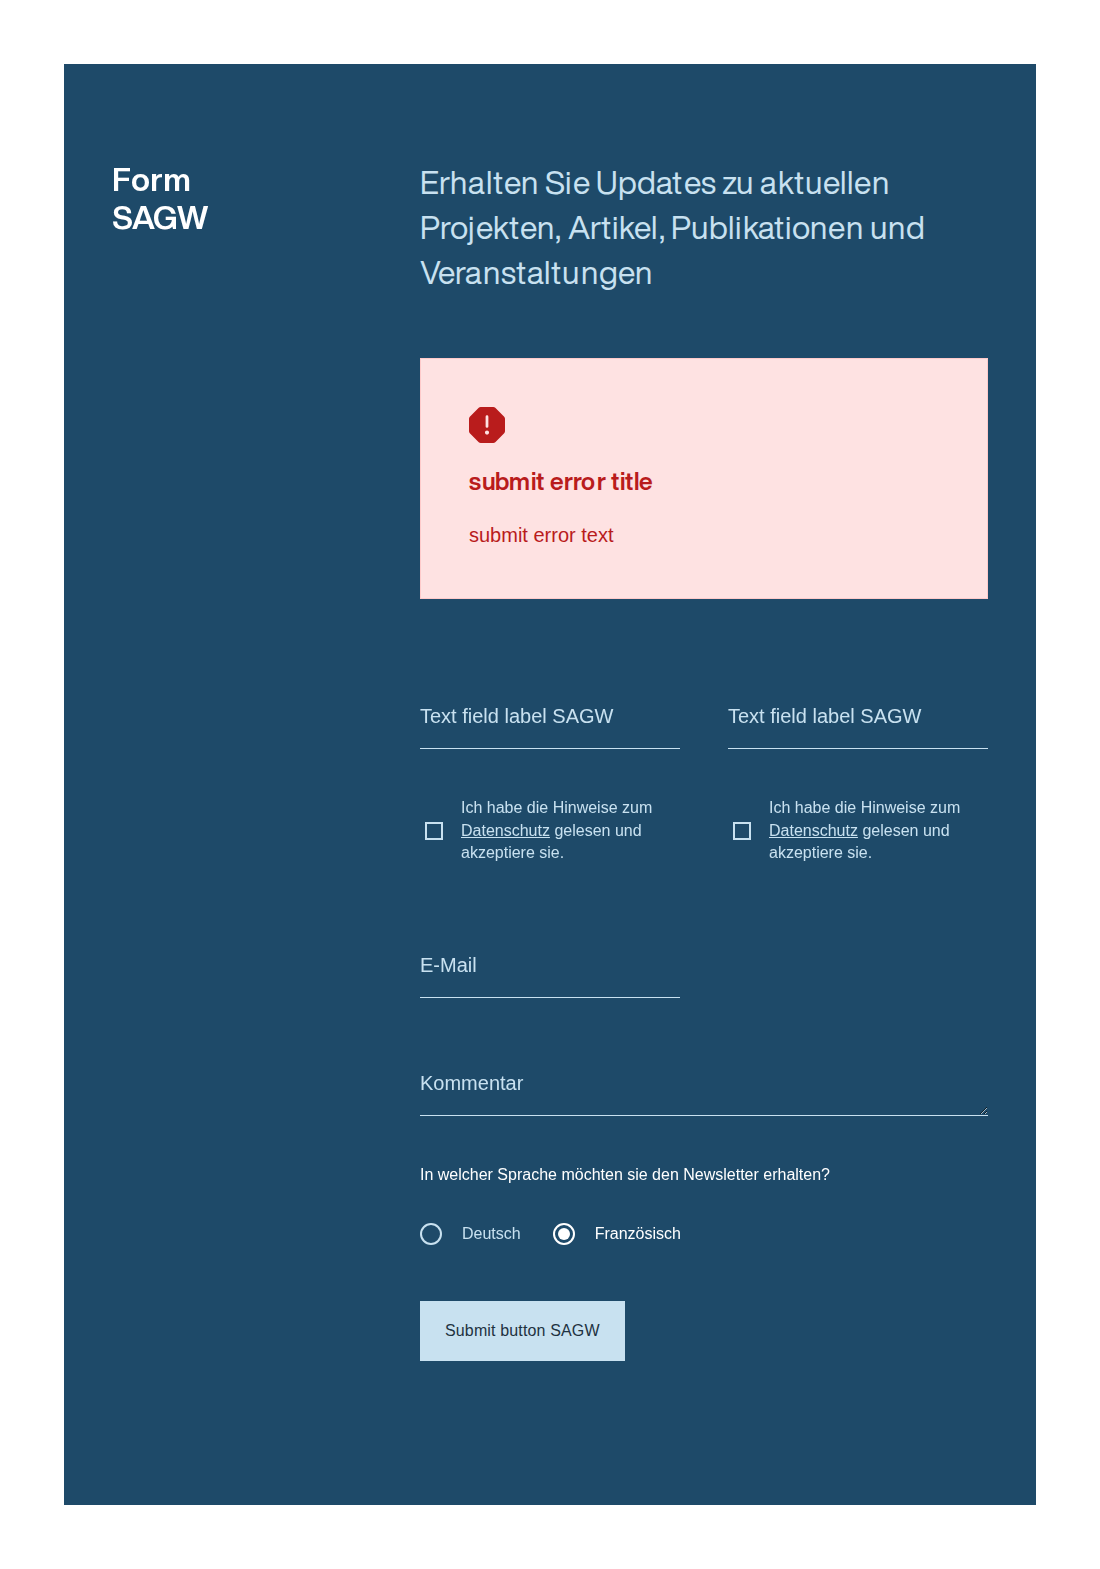 Form
SAGW
Erhalten Sie Updates zu aktuellen
Projekten, Artikel, Publikationen und
Veranstaltungen
submit error title
submit error text
Text field label SAGW
Text field label SAGW
Ich habe die Hinweise zum
Datenschutz gelesen und
akzeptiere sie.
Ich habe die Hinweise zum
Datenschutz gelesen und
akzeptiere sie.
E-Mail
Kommentar
In welcher Sprache möchten sie den Newsletter erhalten?
Deutsch
Französisch
Submit button SAGW